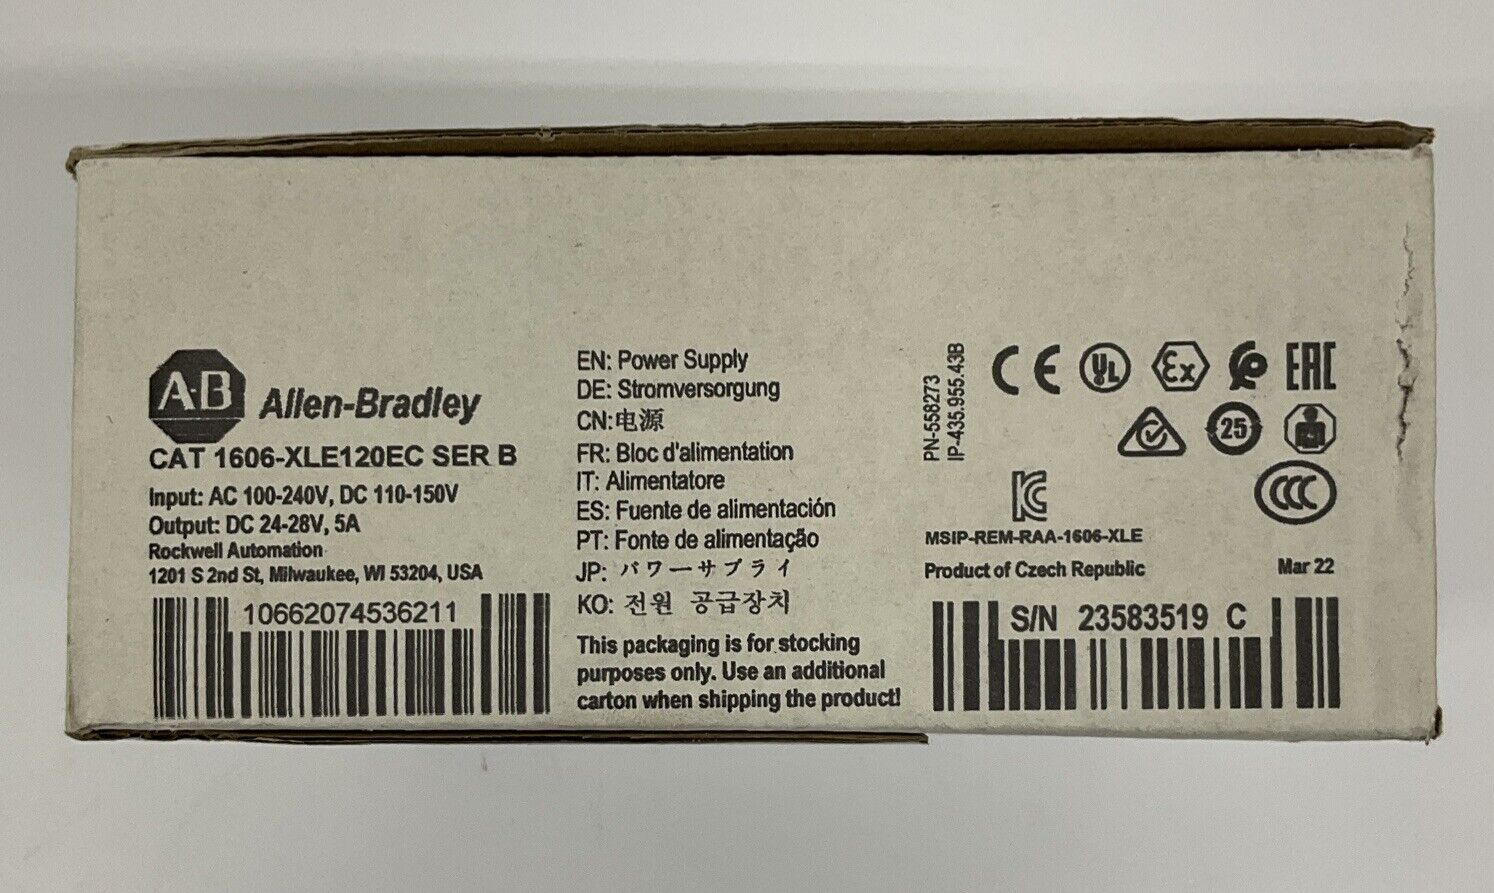 A-B Allen-Bradley
CAT 1606-XLE120EC SER B
Input: AC 100-240V, DC 110-150V
Output: DC 24-28V, 5A
Rockwell Automation
1201 S 2nd St, Milwaukee, WI 53204, USA
10662074536211
EN: Power Supply
DE: Stromversorgung
CN:电源
FR: Bloc d'alimentation
IT: Alimentatore
ES: Fuente de alimentación
PT: Fonte de alimentação
JP: パワーサプライ
KO: 전원 공급장치
This packaging is for stocking
purposes only. Use an additional
carton when shipping the product!
PN-558273
IP-435.955.43B
CE UL Ex EAC
25
KC CCC
MSIP-REM-RAA-1606-XLE
Product of Czech Republic Mar 22
S/N 23583519 C